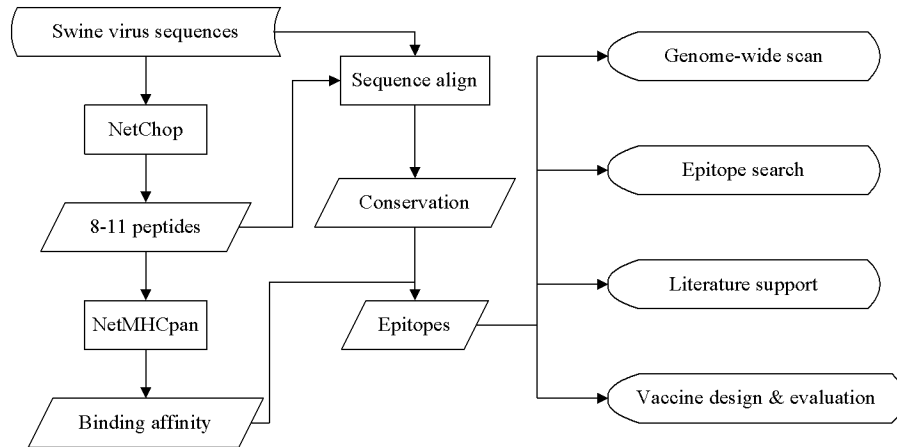 Swine virus sequences
NetChop
8-11 peptides
NetMHCpan
Binding affinity
Sequence align
Conservation
Epitopes
Genome-wide scan
Epitope search
Literature support
Vaccine design & evaluation